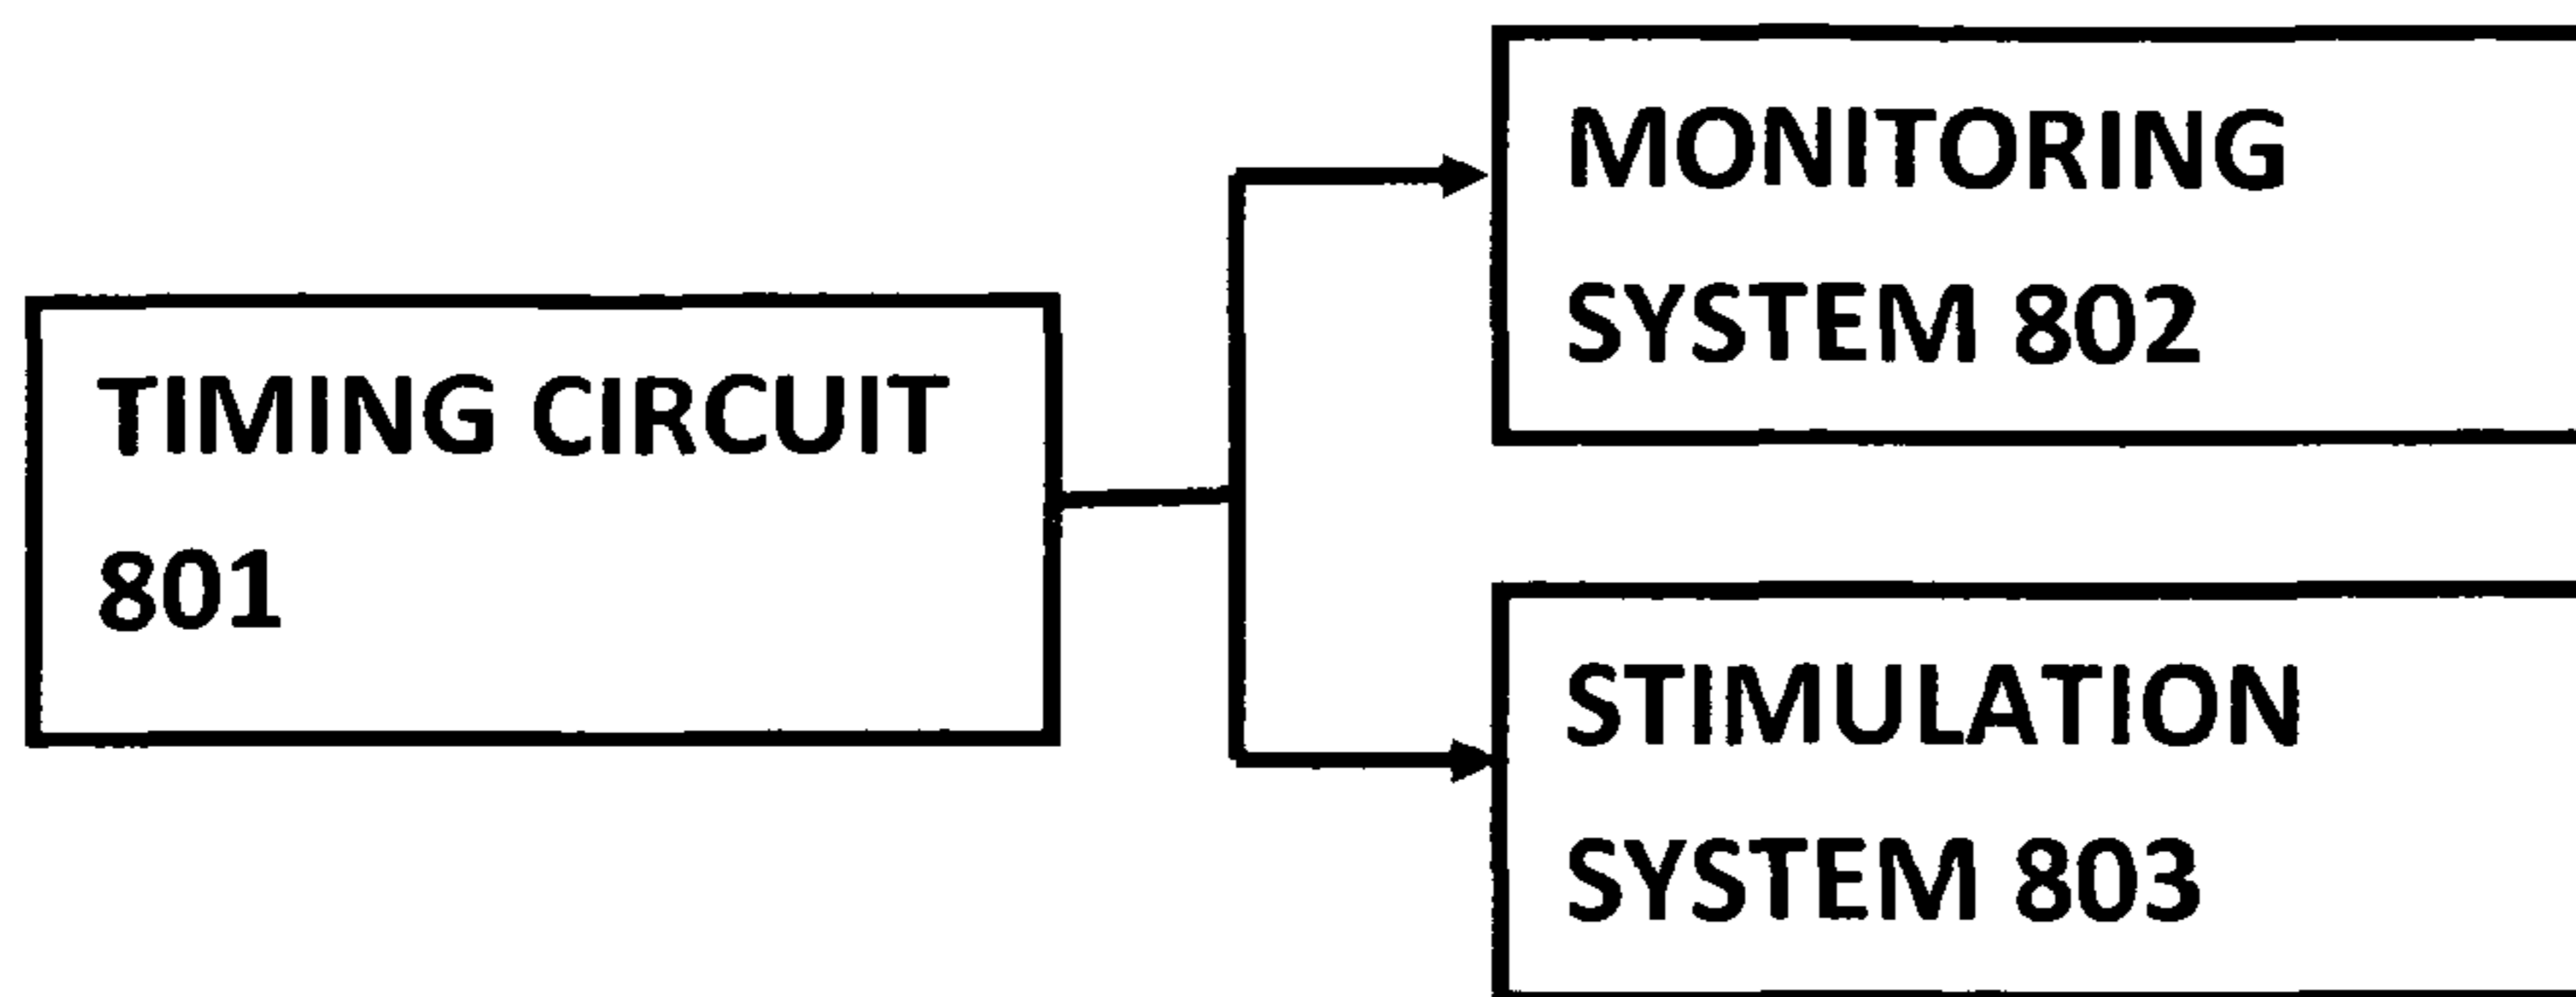 TIMING CIRCUIT
801
MONITORING
SYSTEM 802
STIMULATION
SYSTEM 803